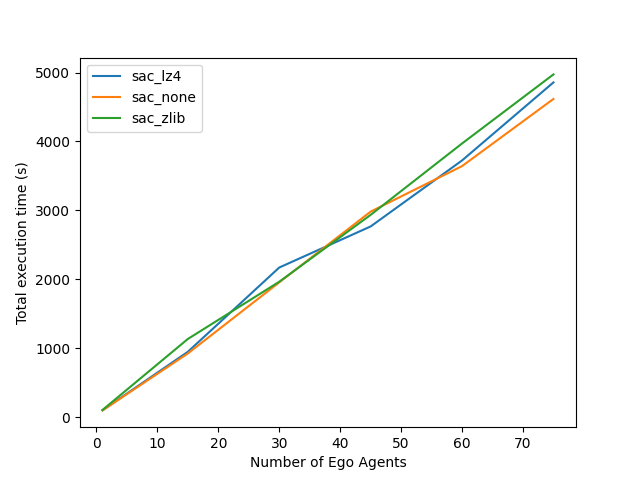 sac_lz4
sac_none
sac_zlib
5000
4000
3000
2000
1000
0
Total execution time (s)
0 10 20 30 40 50 60 70
Number of Ego Agents